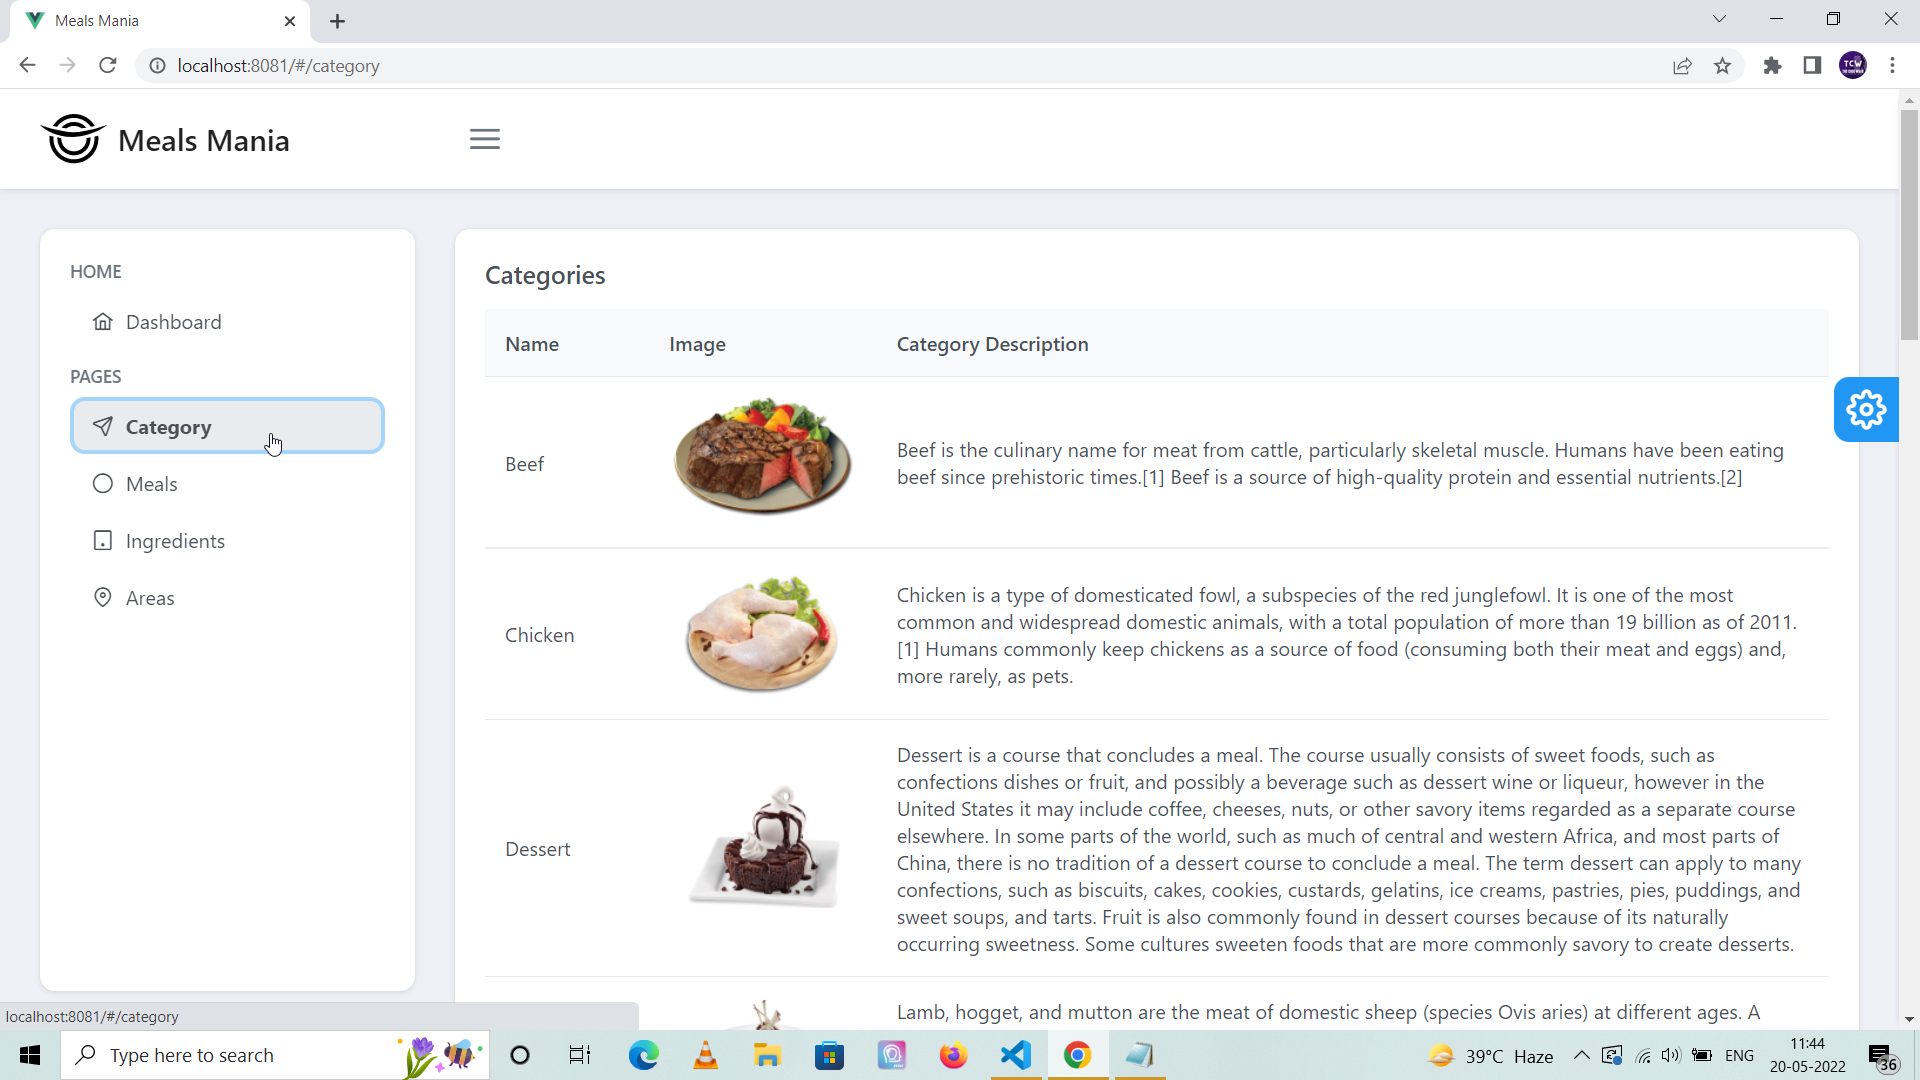 Meals Mania
localhost:8081/#/category
TCW
Meals Mania
HOME
Dashboard
PAGES
Category
Meals
Ingredients
Areas
Categories
Name Image Category Description
Beef
Beef is the culinary name for meat from cattle, particularly skeletal muscle. Humans have been eating
beef since prehistoric times.[1] Beef is a source of high-quality protein and essential nutrients.[2]
Chicken
Chicken is a type of domesticated fowl, a subspecies of the red junglefowl. It is one of the most
common and widespread domestic animals, with a total population of more than 19 billion as of 2011.
[1] Humans commonly keep chickens as a source of food (consuming both their meat and eggs) and,
more rarely, as pets.
Dessert
Dessert is a course that concludes a meal. The course usually consists of sweet foods, such as
confections dishes or fruit, and possibly a beverage such as dessert wine or liqueur, however in the
United States it may include coffee, cheeses, nuts, or other savory items regarded as a separate course
elsewhere. In some parts of the world, such as much of central and western Africa, and most parts of
China, there is no tradition of a dessert course to conclude a meal. The term dessert can apply to many
confections, such as biscuits, cakes, cookies, custards, gelatins, ice creams, pastries, pies, puddings, and
sweet soups, and tarts. Fruit is also commonly found in dessert courses because of its naturally
occurring sweetness. Some cultures sweeten foods that are more commonly savory to create desserts.
Lamb, hogget, and mutton are the meat of domestic sheep (species Ovis aries) at different ages. A
localhost:8081/#/category
Type here to search
39°C Haze
ENG
11:44
20-05-2022
36